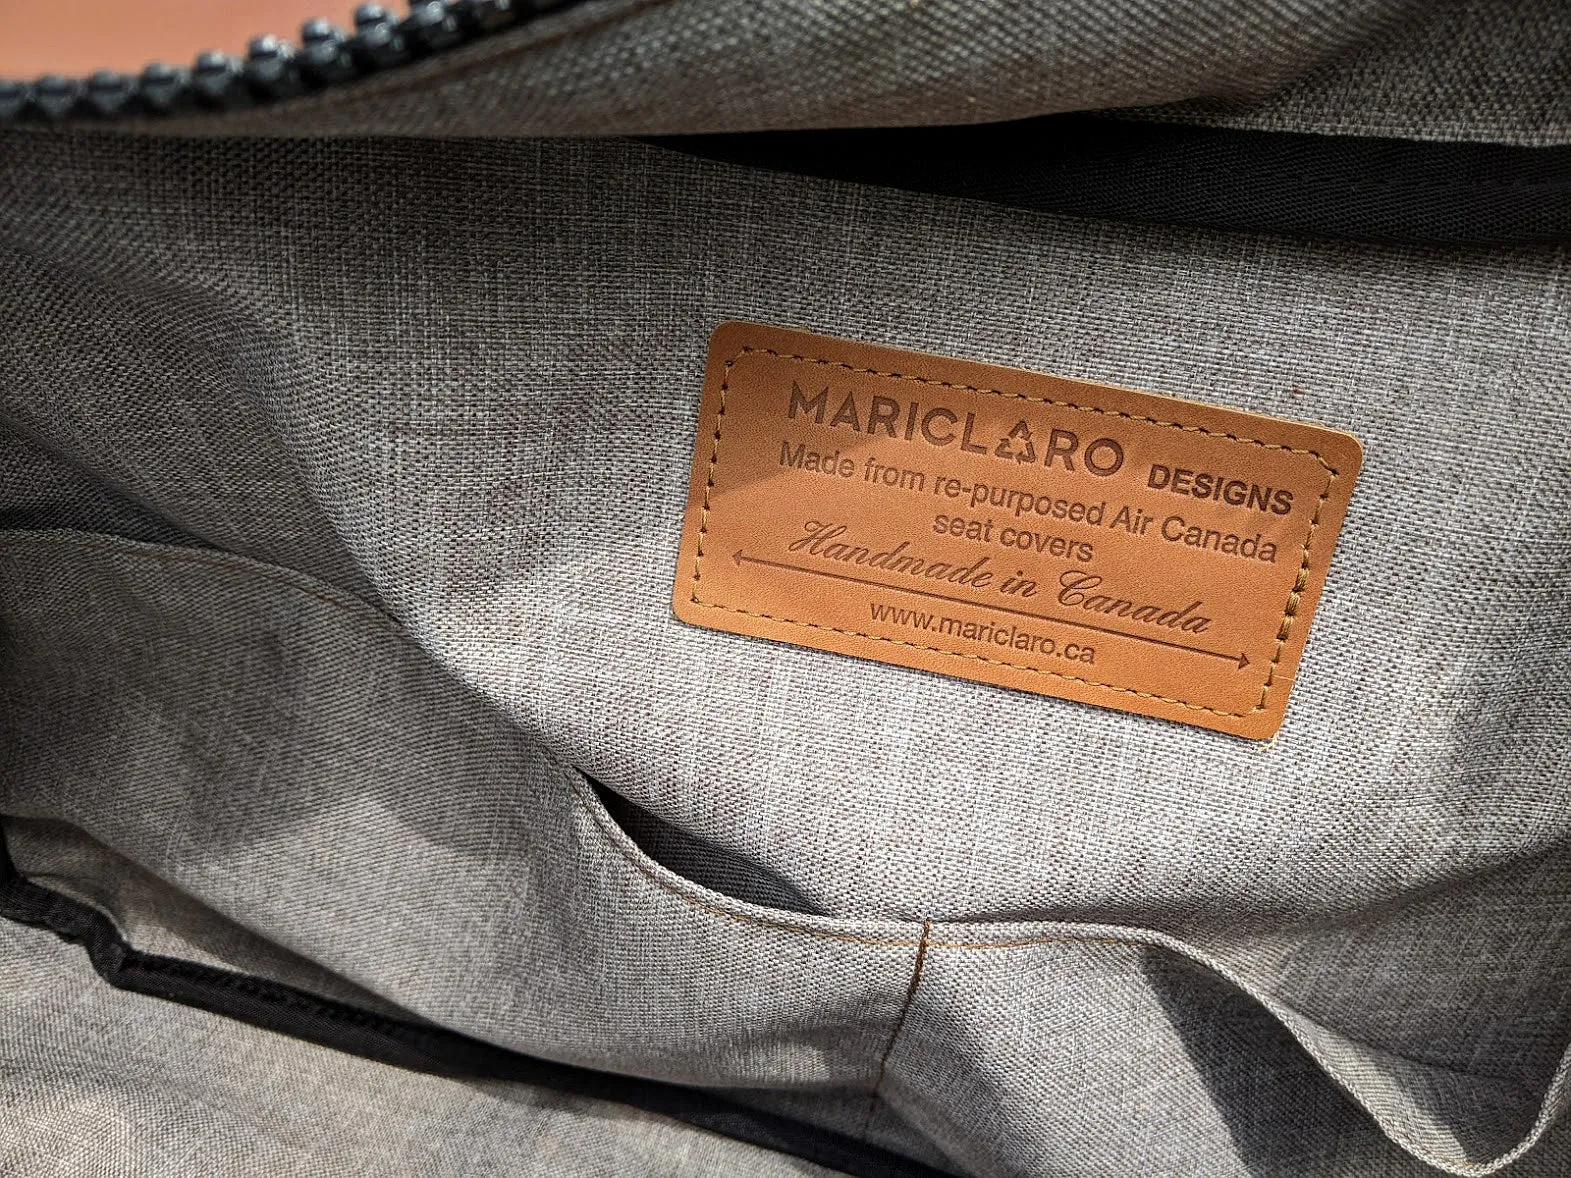 MARICLARO DESIGNS
Made from re-purposed Air Canada
seat covers
Handmade in Canada
www.mariclaro.ca